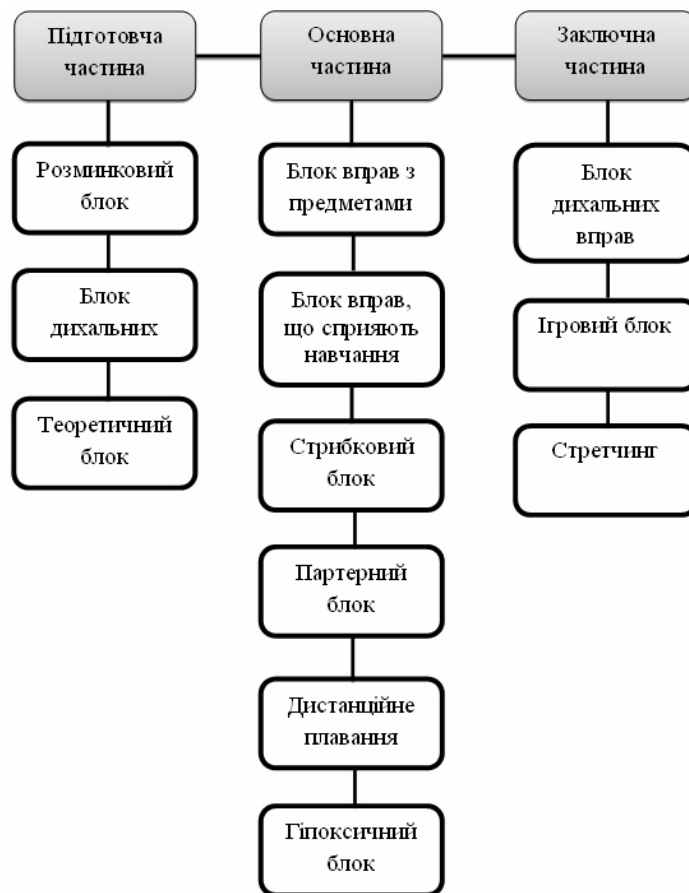 Підготовча
частина
Основна
частина
Заключна
частина
Розминковий
блок
Блок
дихальних
Теоретичний
блок
Блок вправ з
предметами
Блок вправ,
що сприяють
навчання
Стрибковий
блок
Партерний
блок
Дистанційне
плавання
Гіпоксичний
блок
Блок
дихальних
вправ
Ігровий блок
Стретчинг